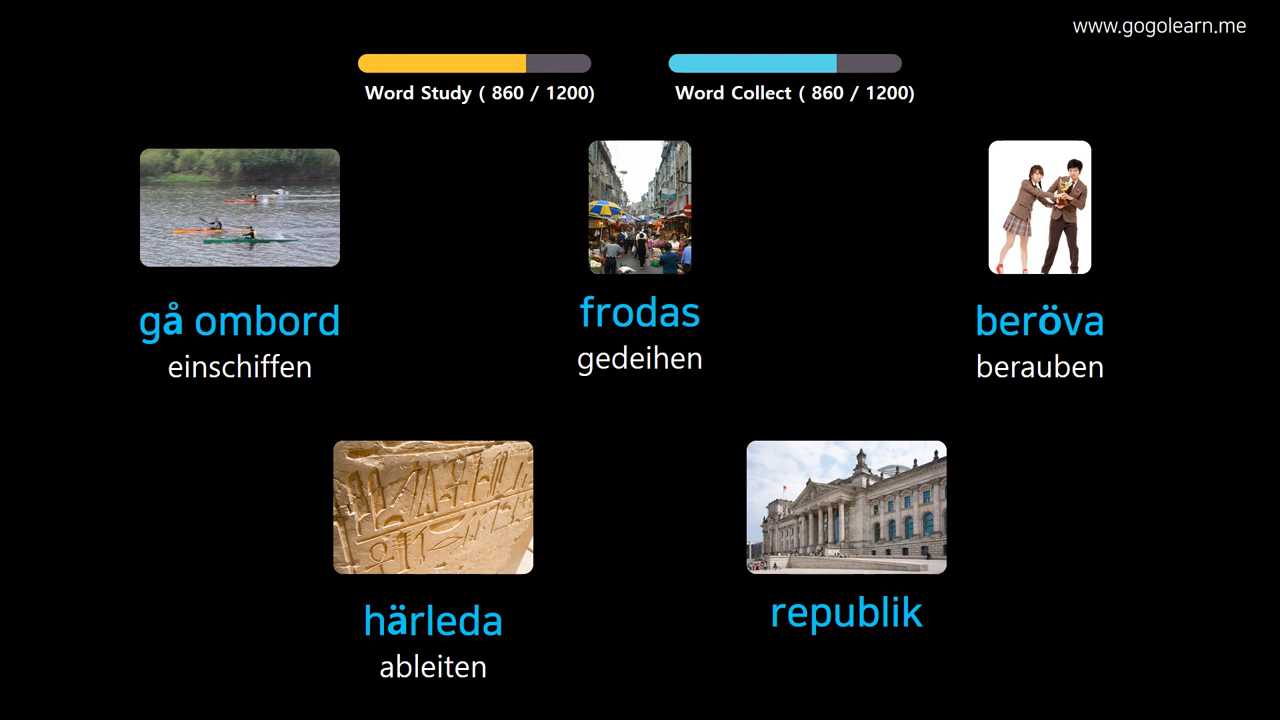 www.gogolearn.me
Word Study ( 860 / 1200)
Word Collect ( 860 / 1200)
gå ombord
einschiffen
frodas
gedeihen
beröva
berauben
härleda
ableiten
republik